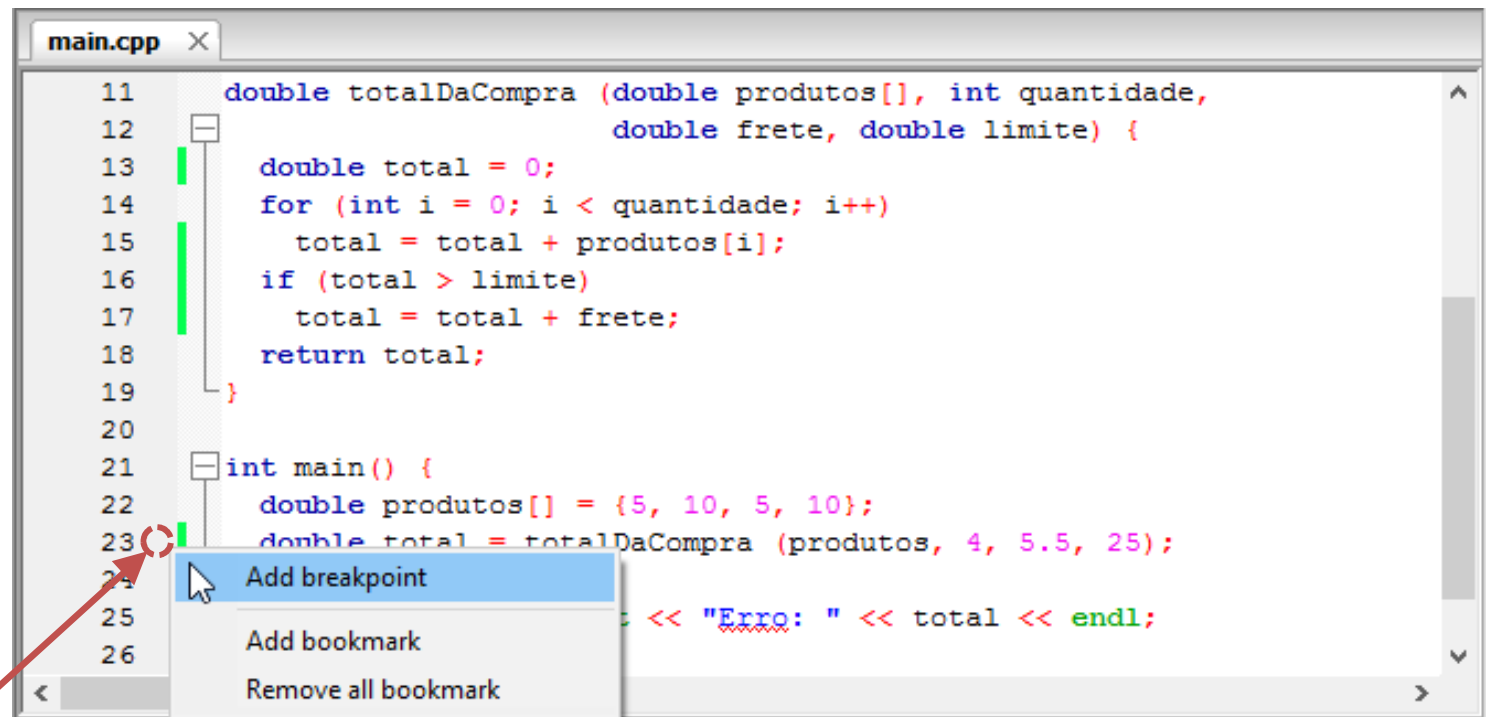 main.cpp
11 double totalDaCompra (double produtos[], int quantidade,
12 double frete, double limite) {
13 double total = 0;
14 for (int i = 0; i < quantidade; i++)
15 total = total + produtos[i];
16 if (total > limite)
17 total = total + frete;
18 return total;
19 }
20
21 int main() {
22 double produtos[] = {5, 10, 5, 10};
23 double total = totalDaCompra (produtos, 4, 5.5, 25);
24
Add breakpoint
25 << "Erro: " << total << endl;
Add bookmark
26
Remove all bookmark